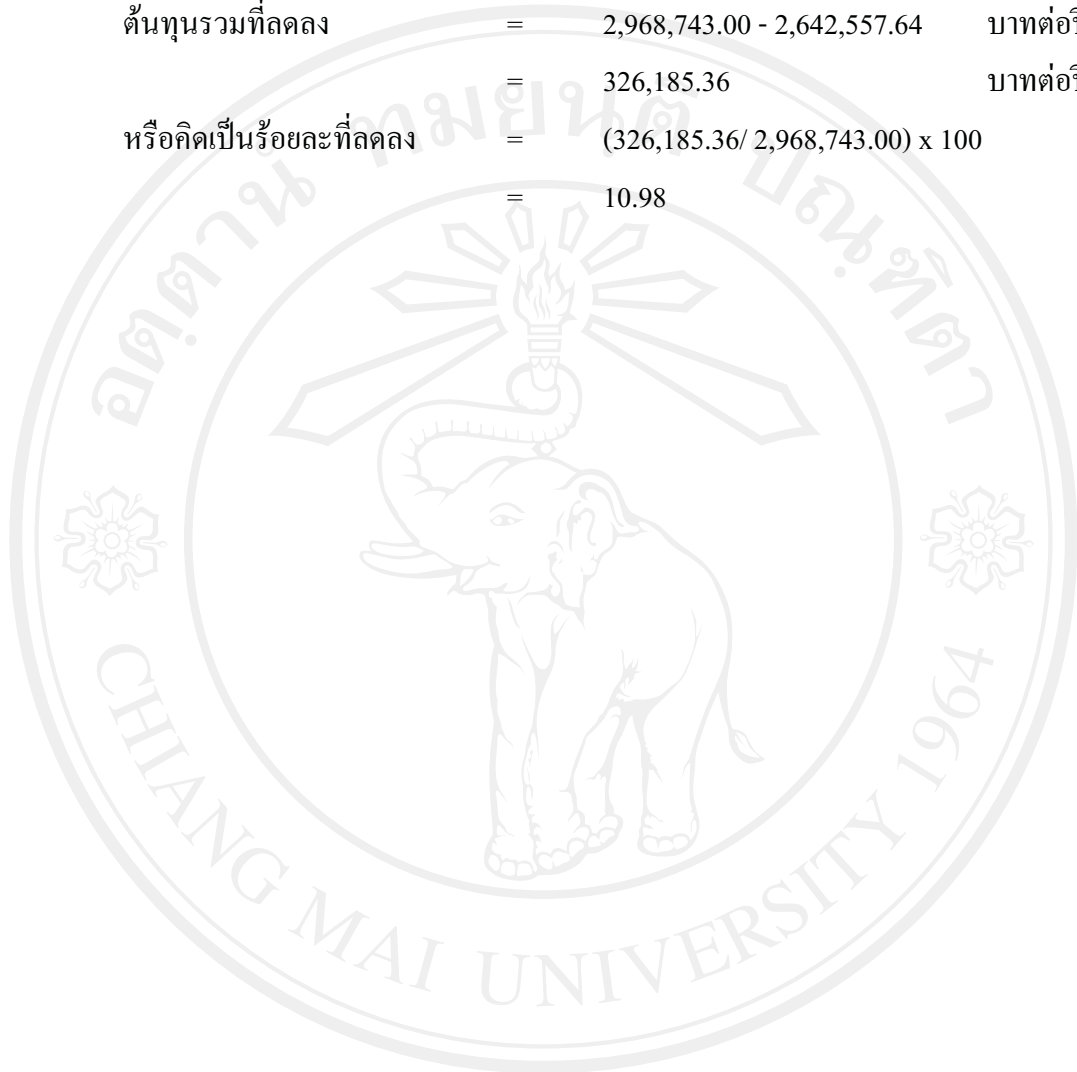 ต้นทุนรวมที่ลดลง = 2,968,743.00 - 2,642,557.64 บาทต่อ
= 326,185.36 บาทต่อ
หรือคิดเป็นร้อยละที่ลดลง = (326,185.36/ 2,968,743.00) x 100
= 10.98
CHIANG MAI UNIVERSITY 1964